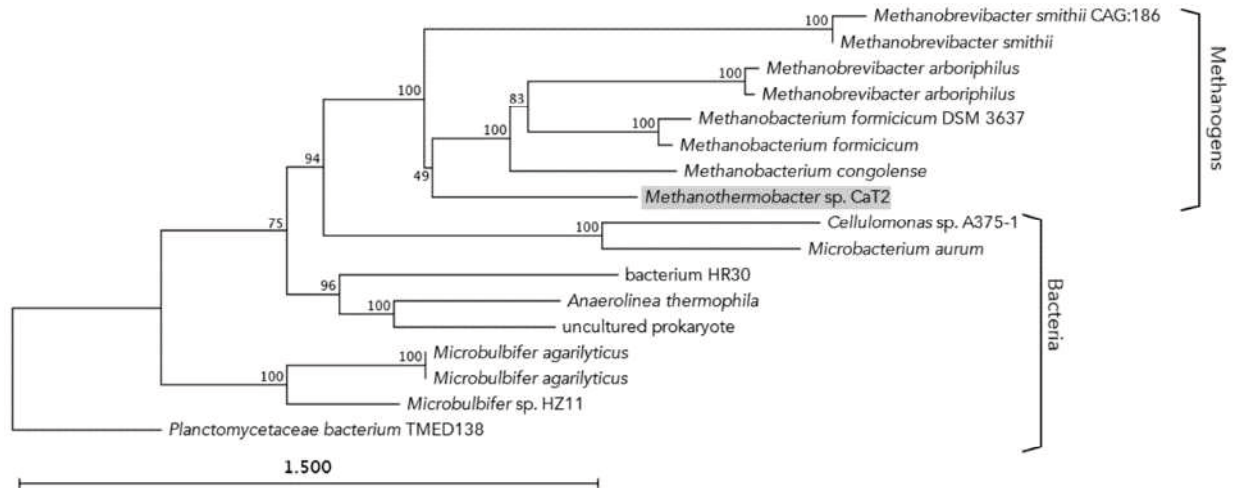 100
Methanobrevibacter smithii CAG:186
Methanobrevibacter smithii
100
Methanobrevibacter arboriphilus
100
Methanobrevibacter arboriphilus
83
Methanobacterium formicicum DSM 3637
100
100
Methanobacterium formicicum
94
Methanobacterium congolense
49
Methanothermobacter sp. CaT2
Methanogens
75
100
Cellulomonas sp. A375-1
Microbacterium aurum
96
bacterium HR30
100
Anaerolinea thermophila
uncultured prokaryote
100
Microbulbifer agarilyticus
100
Microbulbifer agarilyticus
Microbulbifer sp. HZ11
Planctomycetaceae bacterium TMED138
Bacteria
1.500